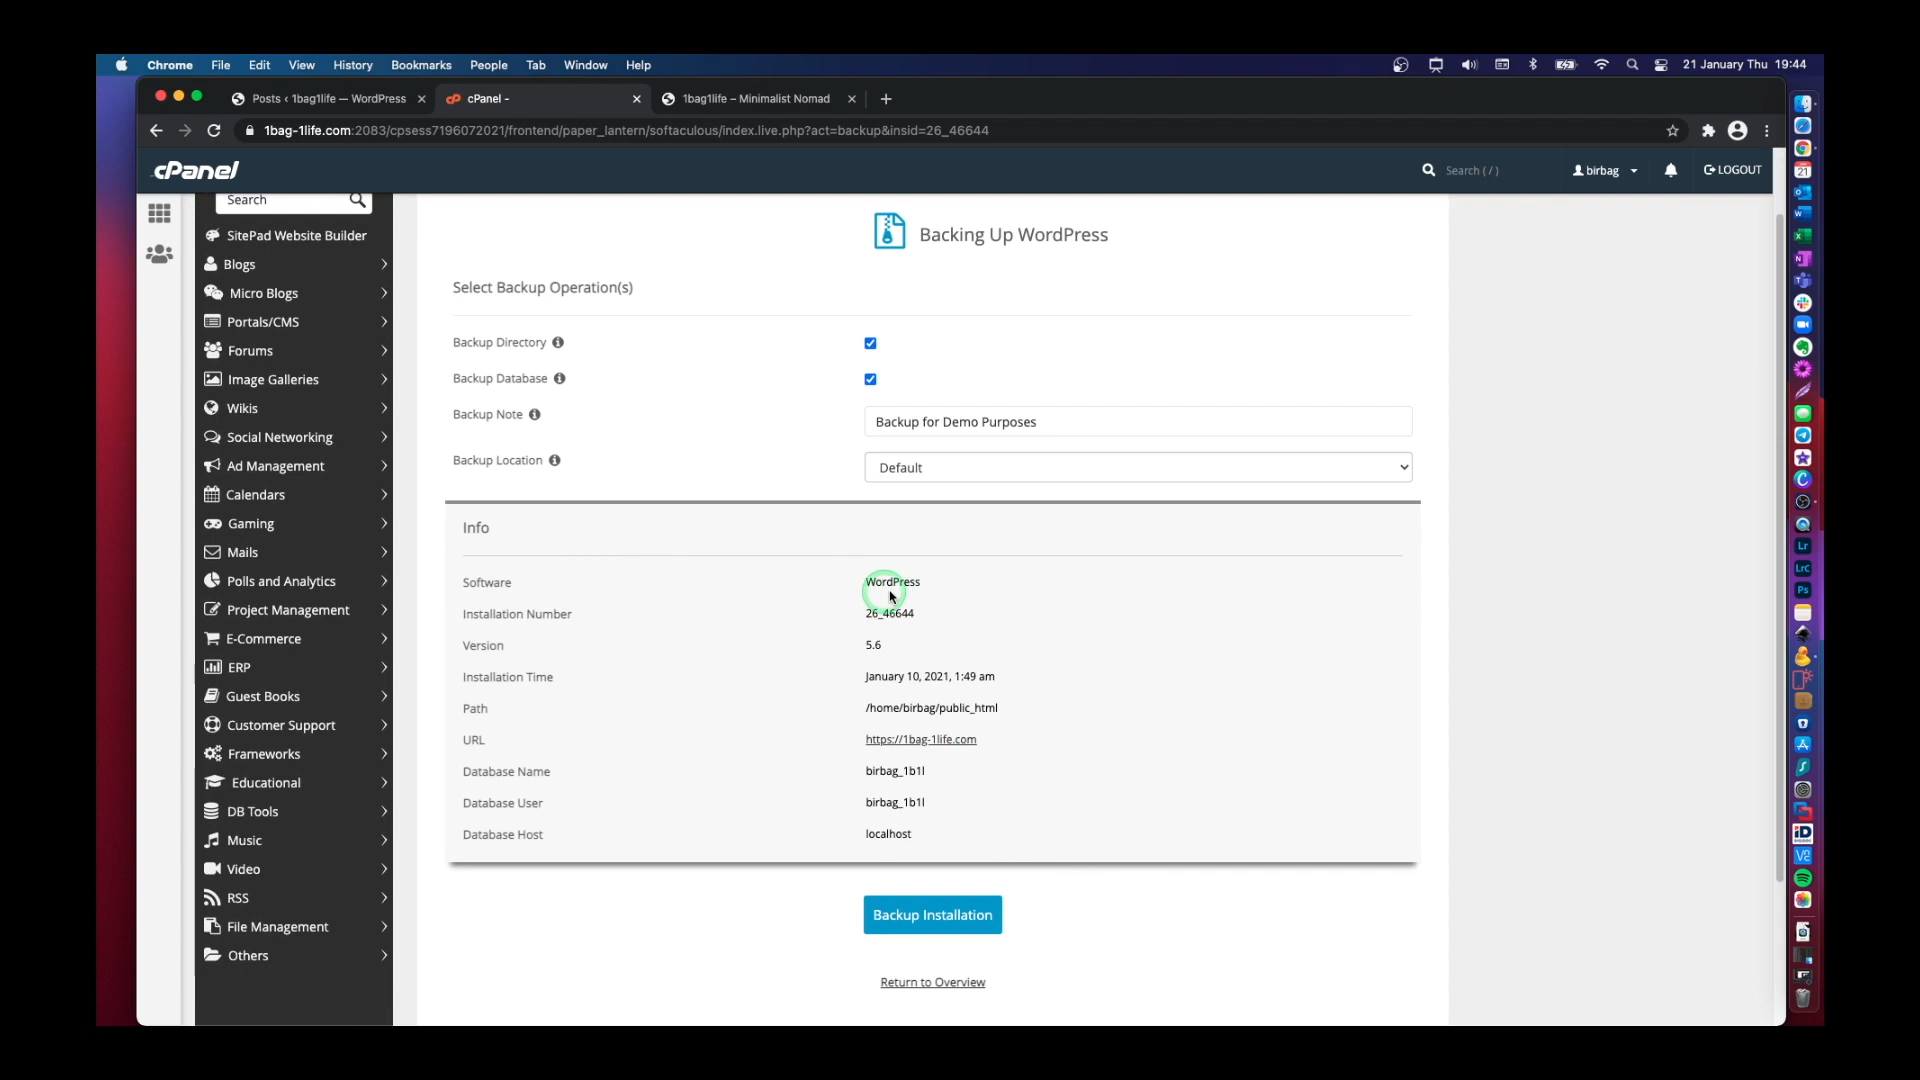 Chrome File Edit View History Bookmarks People Tab Window Help 21 January Thu 19:44
Posts ‹ 1bag1life — WordPress cPanel - 1bag1life – Minimalist Nomad
1bag-1life.com:2083/cpsess7196072021/frontend/paper_lantern/softaculous/index.live.php?act=backup&insid=26_46644
cPanel Search ( / ) birbag LOGOUT
Search
SitePad Website Builder
Blogs
Micro Blogs
Portals/CMS
Forums
Image Galleries
Wikis
Social Networking
Ad Management
Calendars
Gaming
Mails
Polls and Analytics
Project Management
E-Commerce
ERP
Guest Books
Customer Support
Frameworks
Educational
DB Tools
Music
Video
RSS
File Management
Others
Backing Up WordPress
Select Backup Operation(s)
Backup Directory
Backup Database
Backup Note Backup for Demo Purposes
Backup Location Default
Info
Software WordPress
Installation Number 26_46644
Version 5.6
Installation Time January 10, 2021, 1:49 am
Path /home/birbag/public_html
URL https://1bag-1life.com
Database Name birbag_1b1l
Database User birbag_1b1l
Database Host localhost
Backup Installation
Return to Overview
21
Lr
LrC
Ps
iD